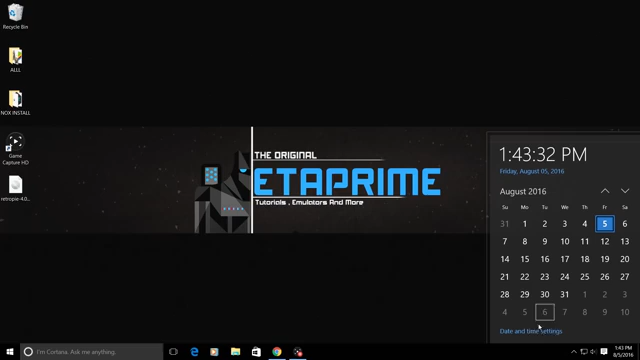 Recycle Bin
ALLL
NOX INSTALL
Game
Capture HD
retropie-4.0...
THE ORIGINAL
ETAPRIME
Tutorials , Emulators And More
1:43:32 PM
Friday, August 05, 2016
August 2016
Su Mo Tu We Th Fr Sa
31 1 2 3 4 5 6
7 8 9 10 11 12 13
14 15 16 17 18 19 20
21 22 23 24 25 26 27
28 29 30 31 1 2 3
4 5 6 7 8 9 10
Date and time settings
I'm Cortana. Ask me anything.
1:43 PM
8/5/2016